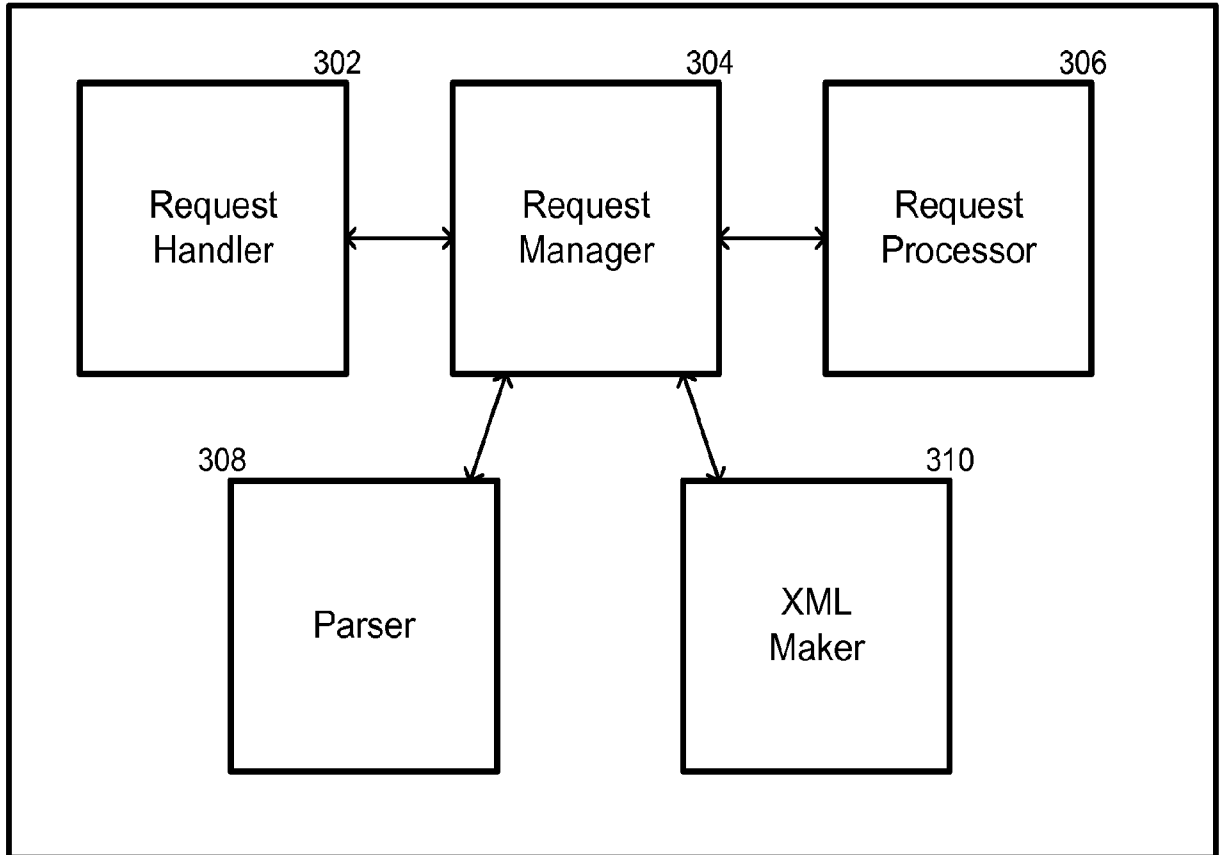 302
304
306
Request
Handler
Request
Manager
Request
Processor
308
310
Parser
XML
Maker